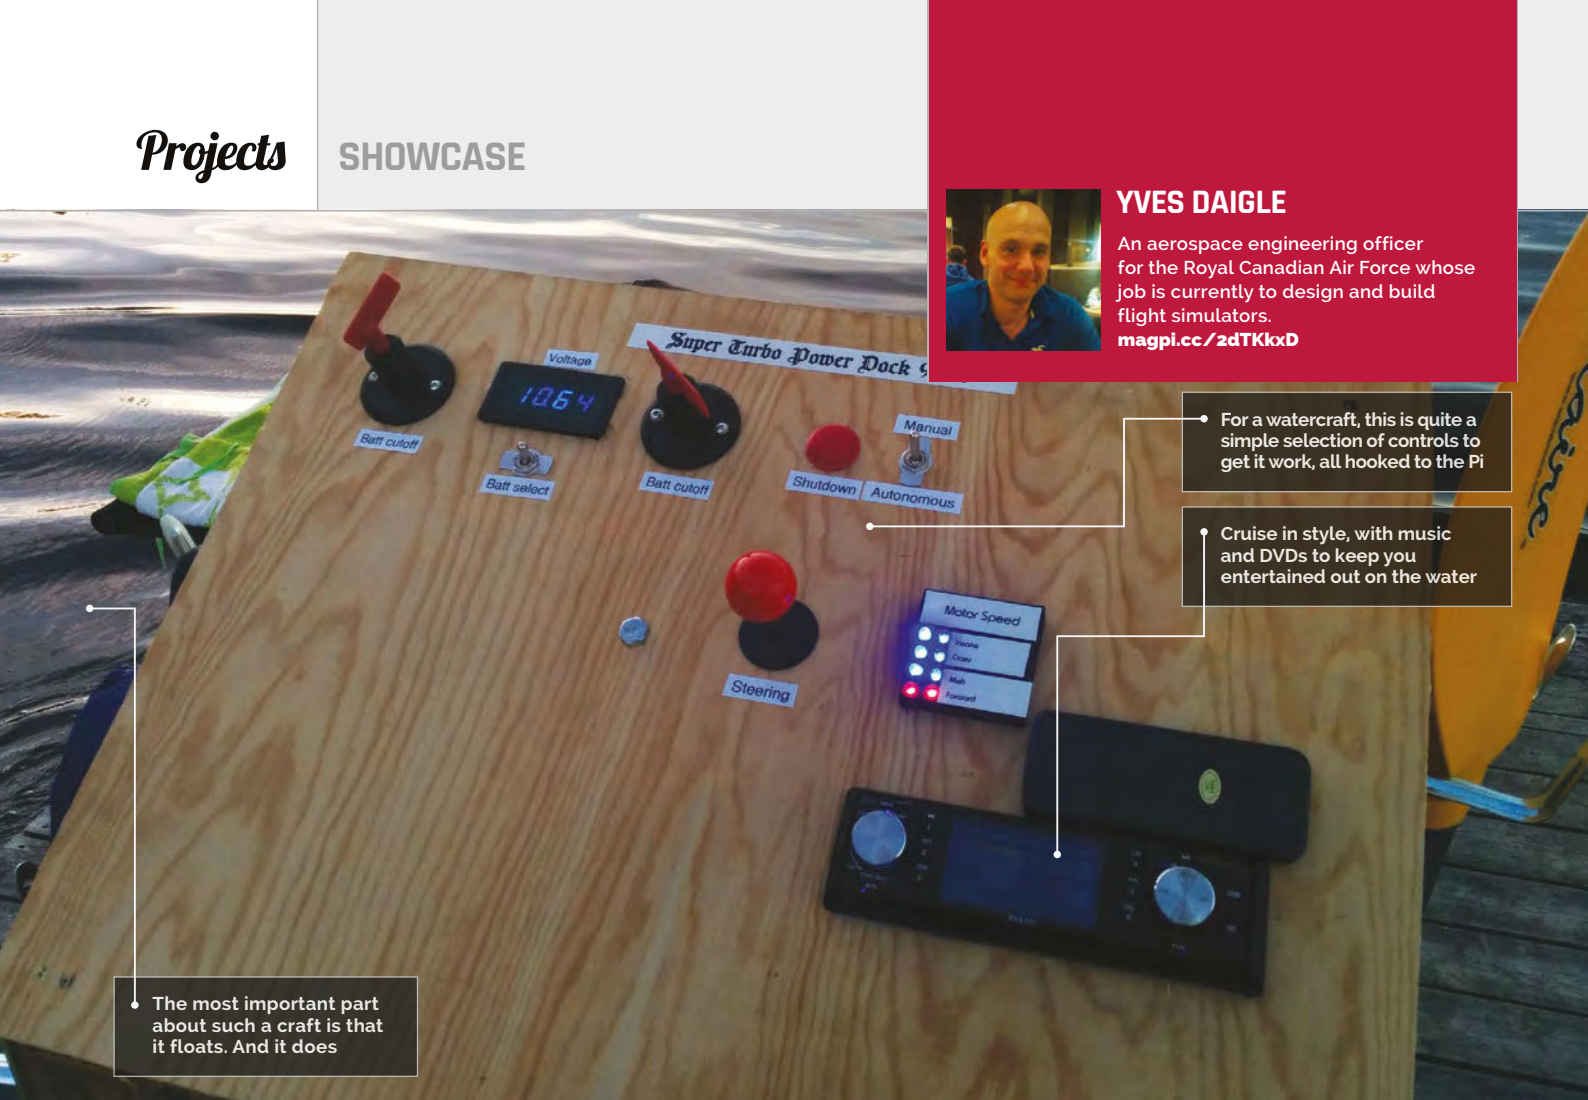 Projects
SHOWCASE
YVES DAIGLE
An aerospace engineering officer
for the Royal Canadian Air Force whose
job is currently to design and build
flight simulators.
magpi.cc/2dTKkxD
Super Turbo Power Dock
Voltage
10.64
Batt cutoff
Batt select
Batt cutoff
Shutdown
Manual
Autonomous
Steering
Motor Speed
Insane
Crazy
Meh
Forward
For a watercraft, this is quite a
simple selection of controls to
get it work, all hooked to the Pi
Cruise in style, with music
and DVDs to keep you
entertained out on the water
The most important part
about such a craft is that
it floats. And it does